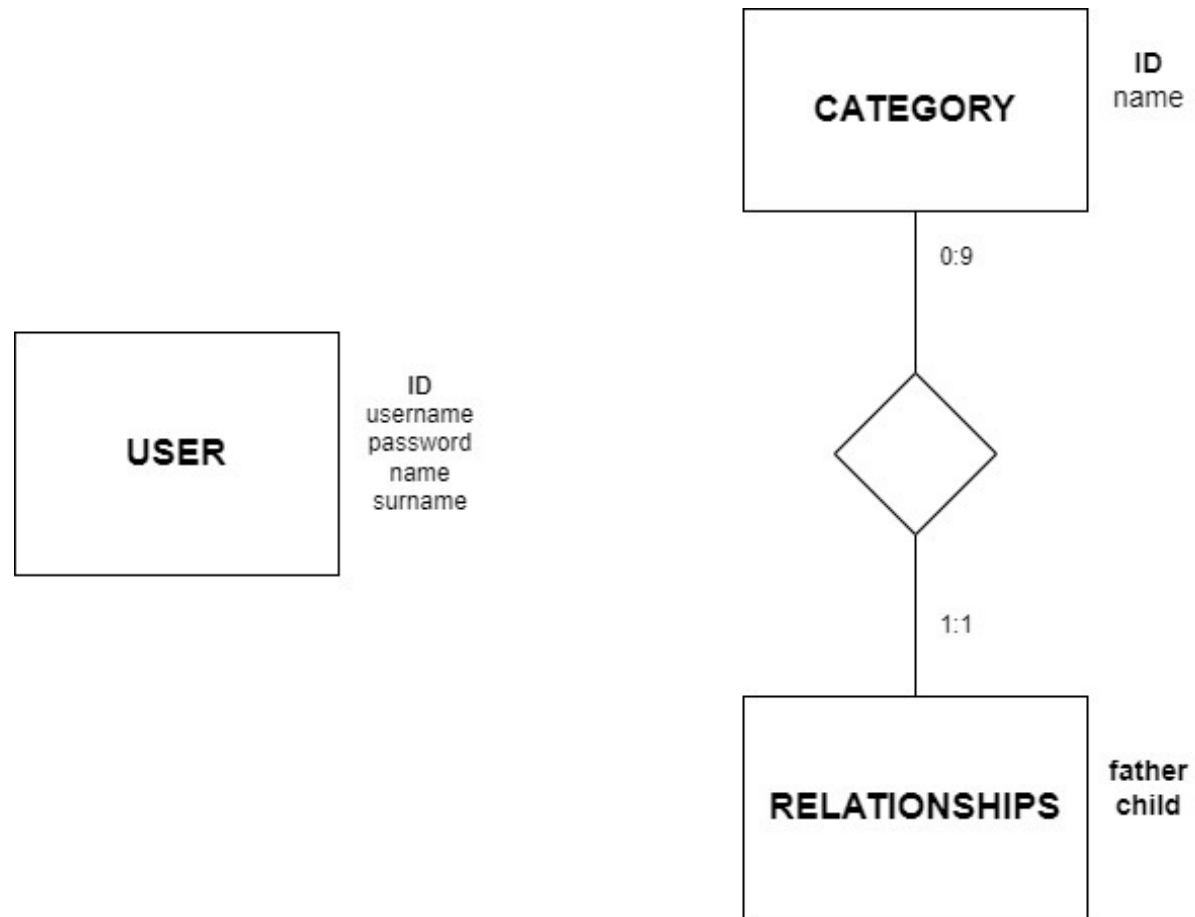 CATEGORY
ID
name
0:9
USER
ID
username
password
name
surname
1:1
RELATIONSHIPS
father
child